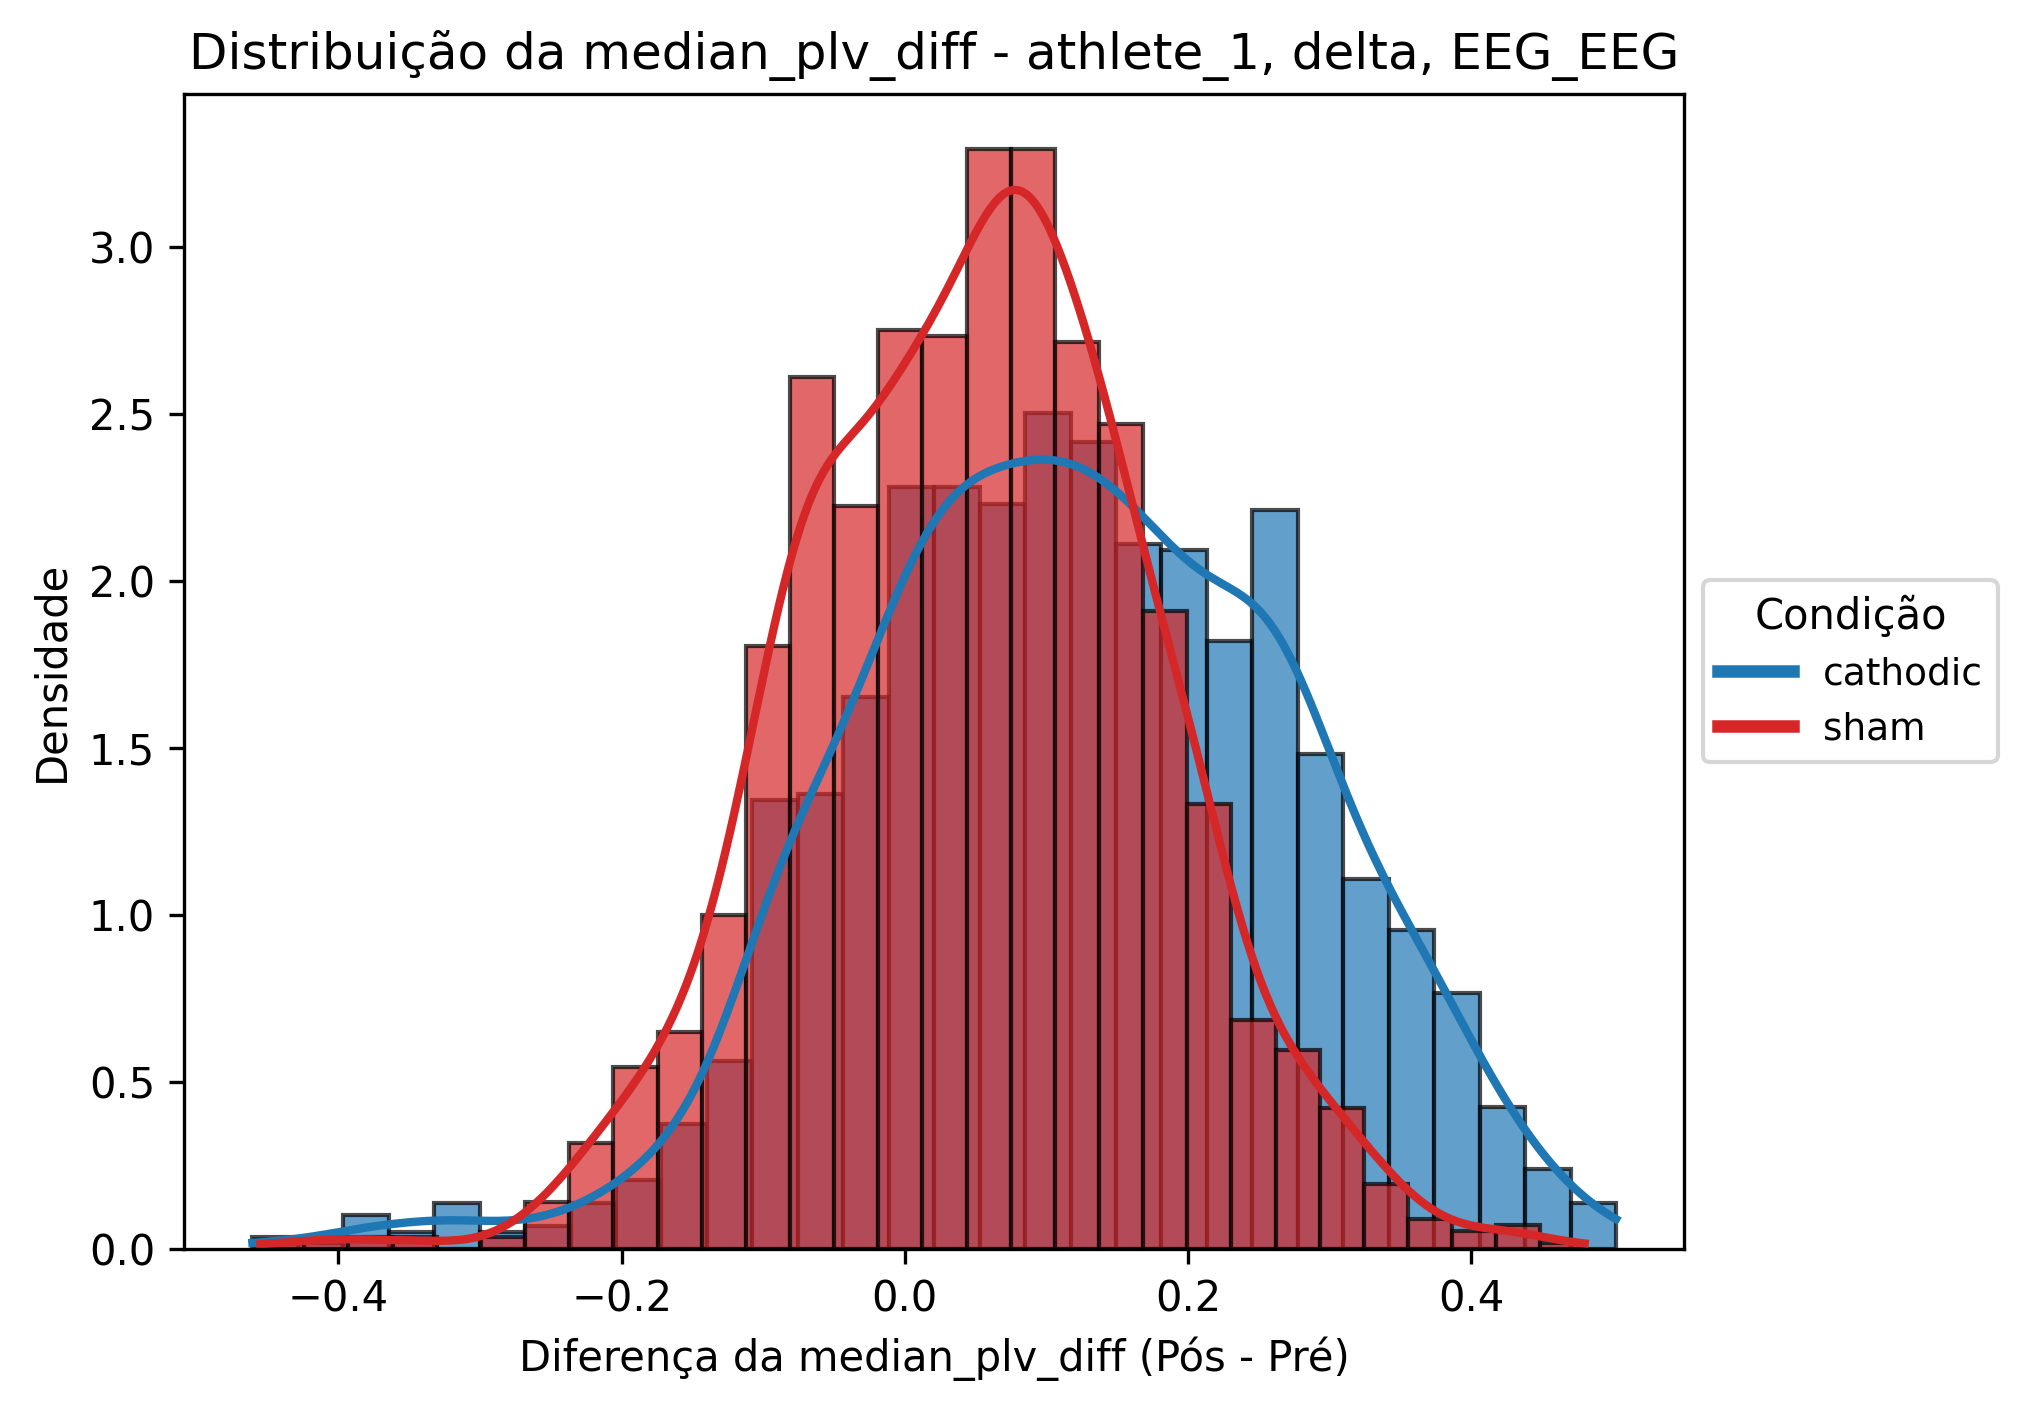 Distribuição da median_plv_diff - athlete_1, delta, EEG_EEG
Densidade
3.0
2.5
2.0
1.5
1.0
0.5
0.0
−0.4 −0.2 0.0 0.2 0.4
Diferença da median_plv_diff (Pós - Pré)
Condição
cathodic
sham